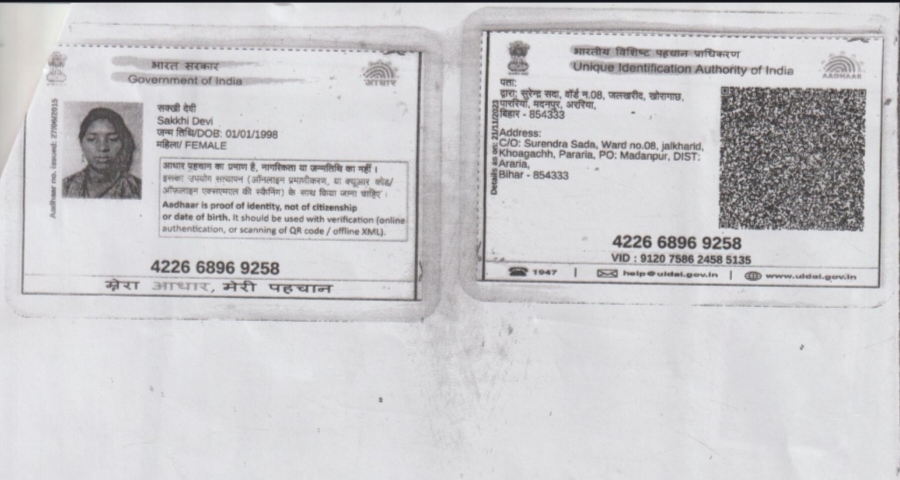 भारत सरकार
Government of India
आधार
Aadhaar no. Issued: 27/06/2015
सक्खी देवी
Sakkhi Devi
जन्म तिथि/DOB: 01/01/1998
महिला/ FEMALE
आधार पहचान का प्रमाण है, नागरिकता या जन्मतिथि का नहीं ।
इसका उपयोग सत्यापन (ऑनलाइन प्रमाणीकरण, या क्यूआर कोड/
ऑफलाइन एक्सएमएल की स्कैनिंग) के साथ किया जाना चाहिए ।
Aadhaar is proof of identity, not of citizenship
or date of birth. It should be used with verification (online
authentication, or scanning of QR code / offline XML).
4226 6896 9258
मेरा आधार, मेरी पहचान
भारतीय विशिष्ट पहचान प्राधिकरण
Unique Identification Authority of India
AADHAAR
Details as on: 21/11/2023
पता:
द्वारा: सुरेन्द्र सदा, वॉर्ड न.08, जलखरीद, खोरागाछ,
पररिया, मदनपुर, अररिया,
बिहार - 854333
Address:
C/O: Surendra Sada, Ward no.08, jalkharid,
Khoagachh, Pararia, PO: Madanpur, DIST:
Araria,
Bihar - 854333
4226 6896 9258
VID : 9120 7586 2458 5135
1947 | help@uidai.gov.in | www.uidai.gov.in